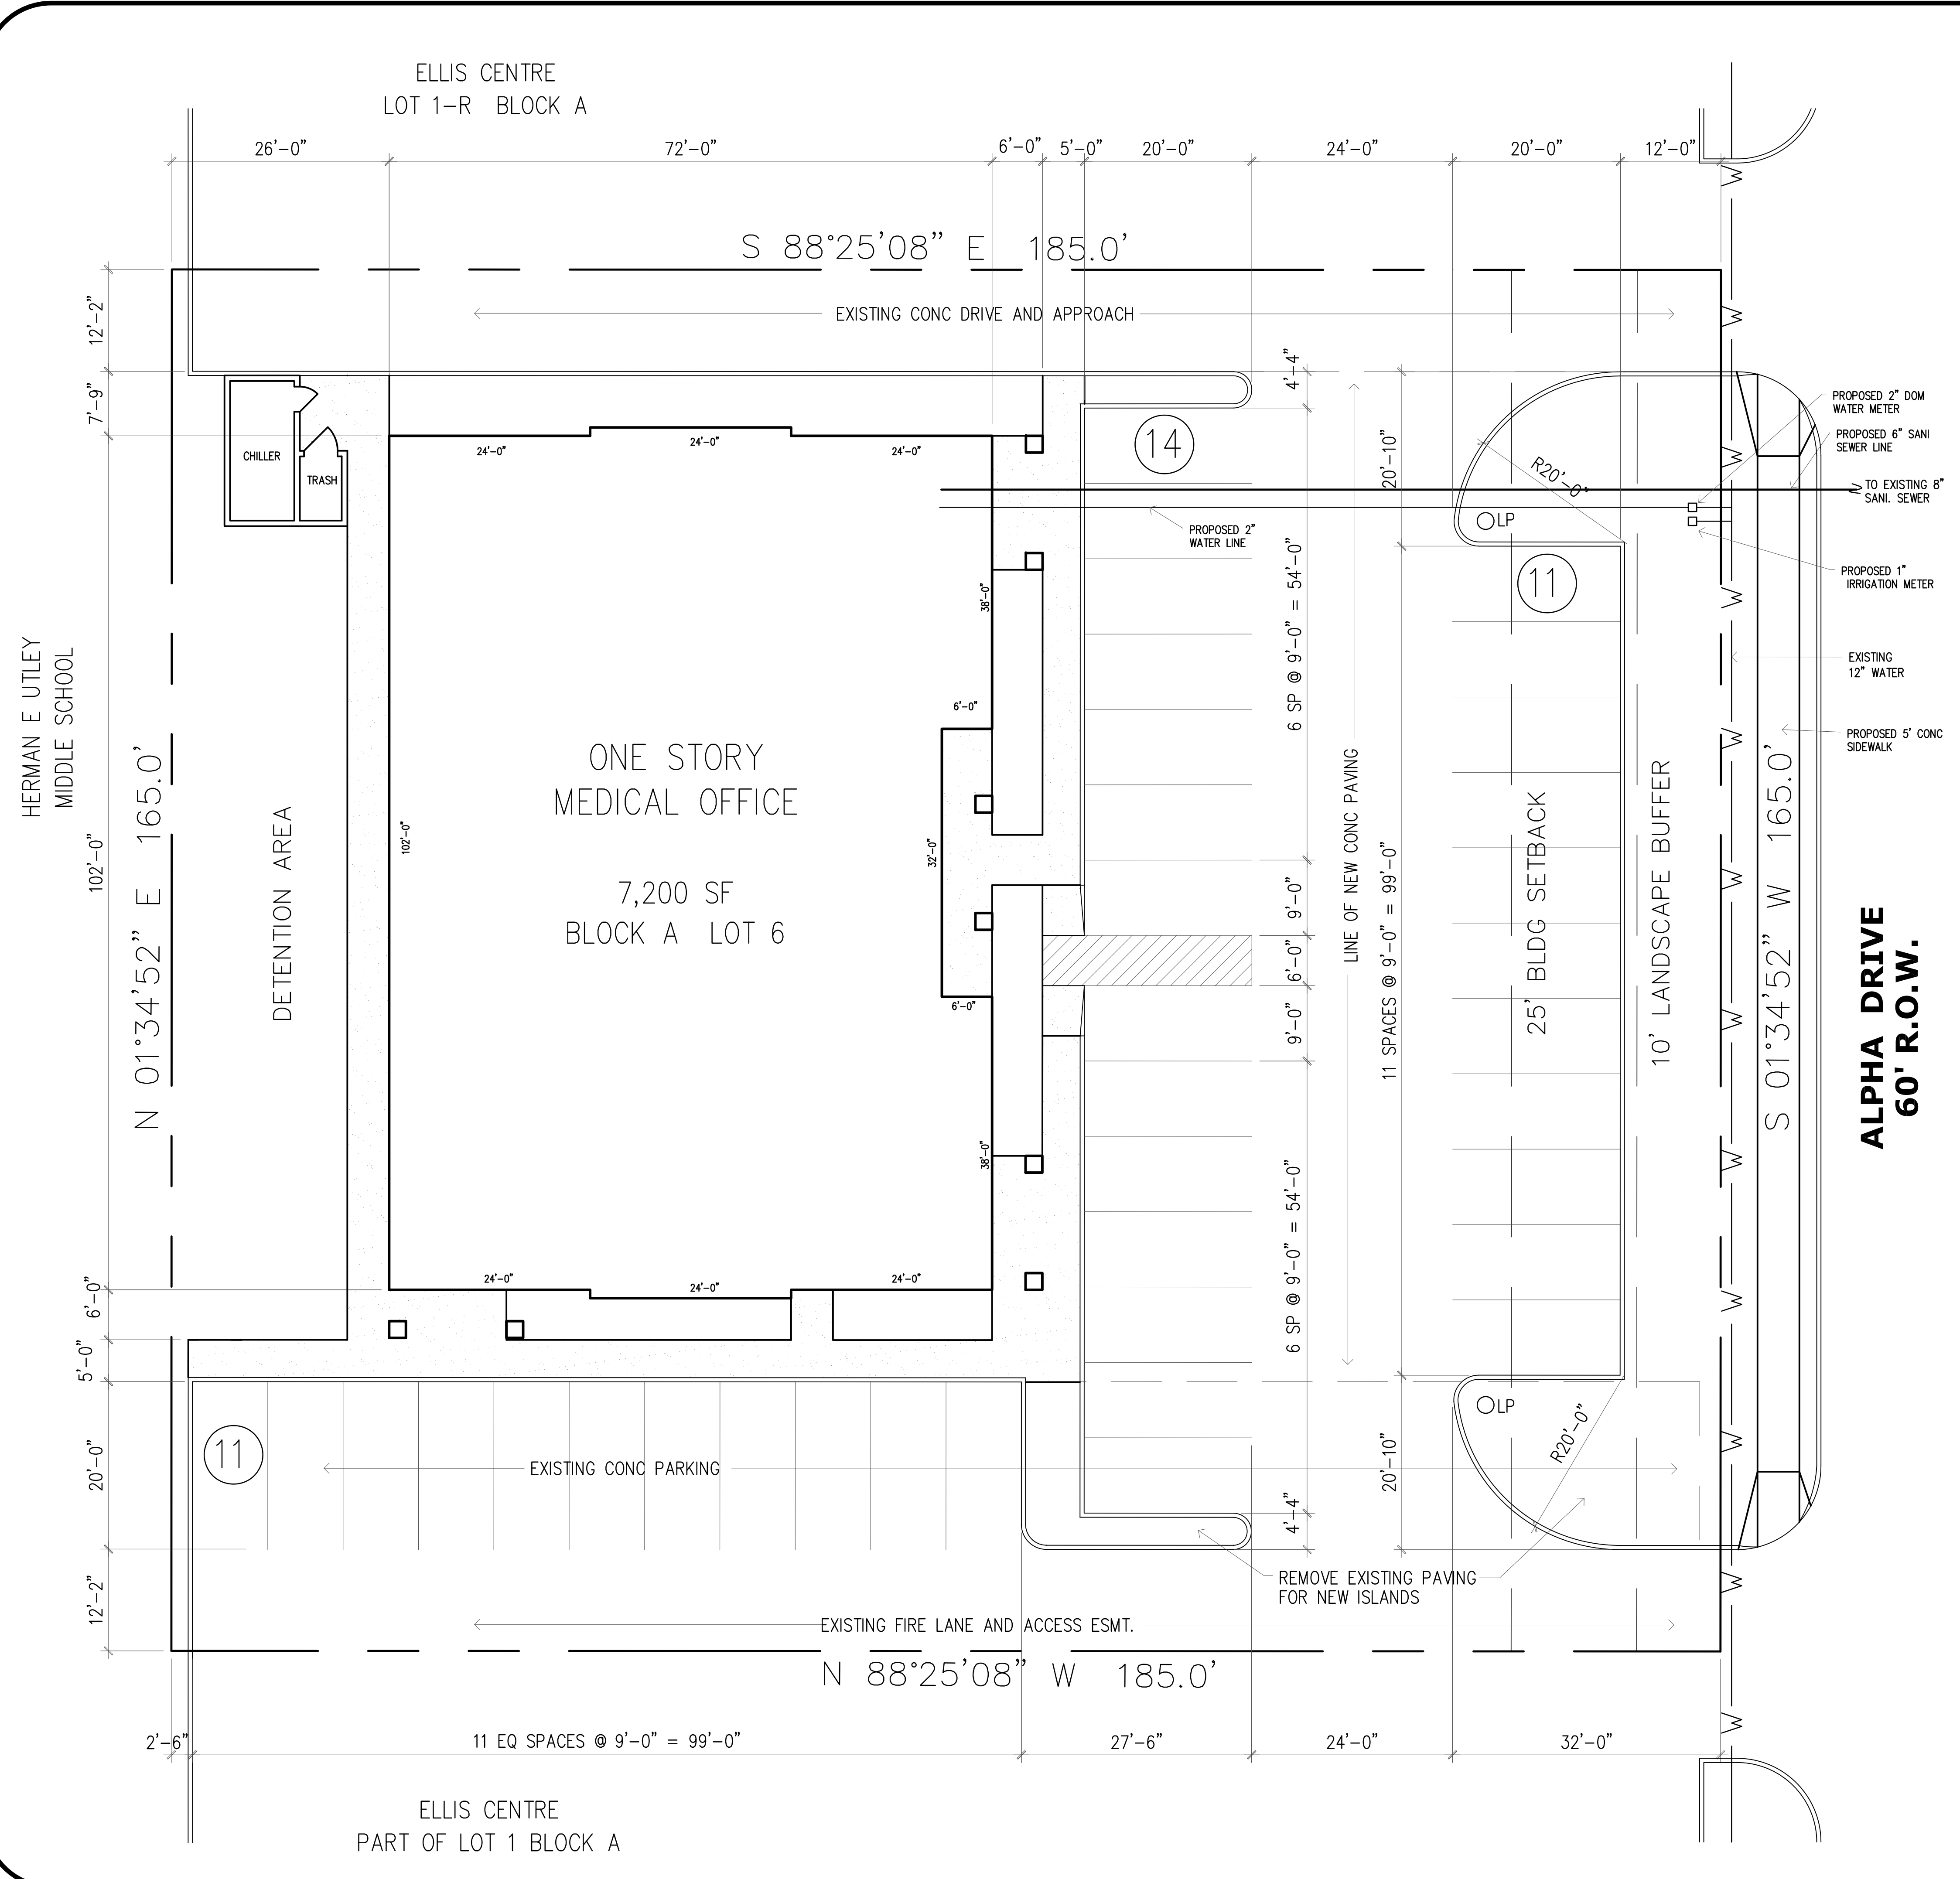 ELLIS CENTRE
LOT 1-R BLOCK A
26'-0"
72'-0"
6'-0"
5'-0"
20'-0"
24'-0"
20'-0"
12'-0"
S 88°25'08" E 185.0'
12'-2"
7'-9"
102'-0"
6'-0"
5'-0"
20'-0"
12'-2"
EXISTING CONC DRIVE AND APPROACH
HERMAN E UTLEY
MIDDLE SCHOOL
N 01°34'52" E 165.0'
DETENTION AREA
CHILLER
TRASH
24'-0"
24'-0"
24'-0"
102'-0"
38'-0"
6'-0"
32'-0"
6'-0"
38'-0"
ONE STORY
MEDICAL OFFICE
7,200 SF
BLOCK A LOT 6
24'-0"
24'-0"
24'-0"
14
PROPOSED 2"
WATER LINE
4'-4"
6 SP @ 9'-0" = 54'-0"
9'-0"
6'-0"
9'-0"
6 SP @ 9'-0" = 54'-0"
4'-4"
LINE OF NEW CONC PAVING
20'-10"
11 SPACES @ 9'-0" = 99'-0"
20'-10"
R20'-0"
LP
11
25' BLDG SETBACK
10' LANDSCAPE BUFFER
LP
R20'-0"
W
W
W
W
W
W
W
W
W
W
W
W
PROPOSED 2" DOM
WATER METER
PROPOSED 6" SANI
SEWER LINE
TO EXISTING 8"
SANI. SEWER
PROPOSED 1"
IRRIGATION METER
EXISTING
12" WATER
PROPOSED 5' CONC
SIDEWALK
S 01°34'52" W 165.0'
ALPHA DRIVE
60' R.O.W.
11
EXISTING CONC PARKING
REMOVE EXISTING PAVING
FOR NEW ISLANDS
EXISTING FIRE LANE AND ACCESS ESMT.
N 88°25'08" W 185.0'
2'-6"
11 EQ SPACES @ 9'-0" = 99'-0"
27'-6"
24'-0"
32'-0"
ELLIS CENTRE
PART OF LOT 1 BLOCK A